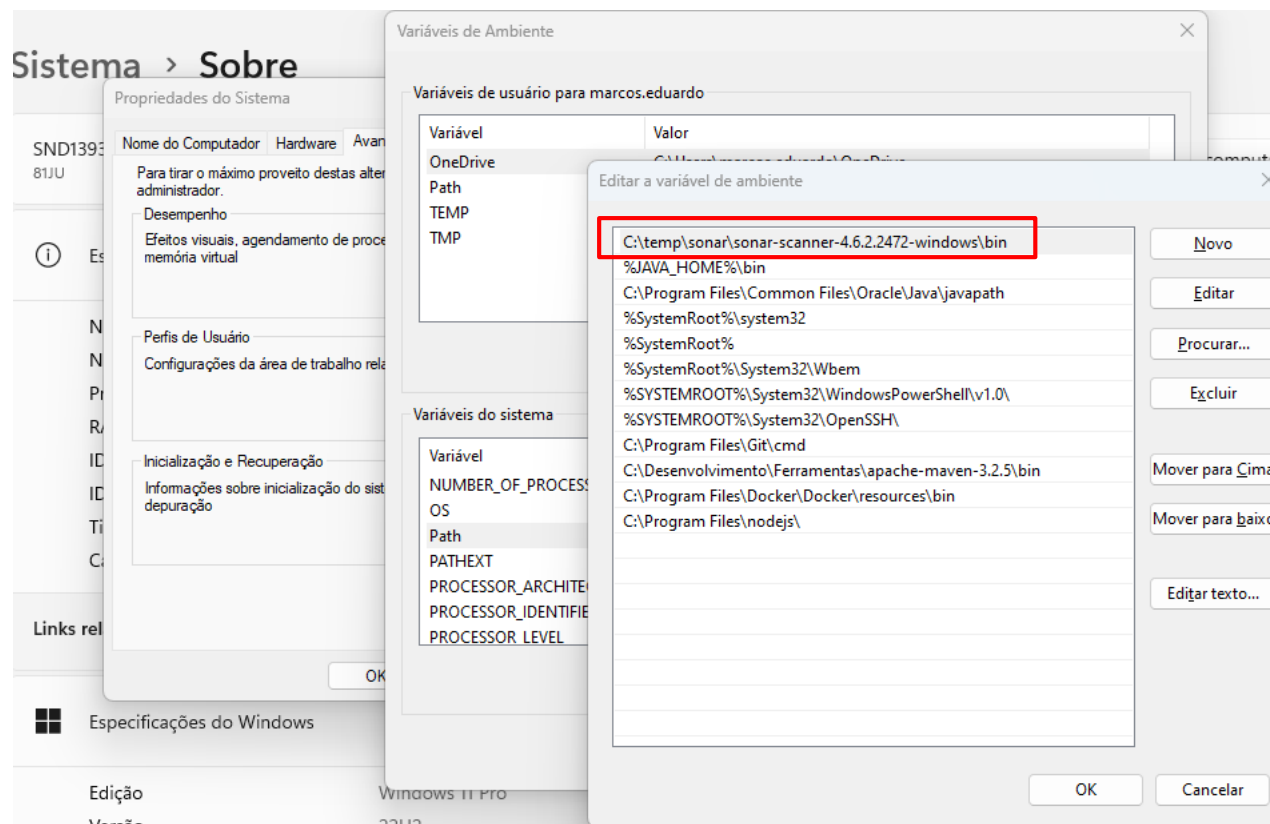 Sistema > Sobre
SND1393
81JU
Es
Links rel
Especificações do Windows
Edição
Windows 11 Pro
Propriedades do Sistema
Nome do Computador
Hardware
Avan
Para tirar o máximo proveito destas alter
administrador.
Desempenho
Efeitos visuais, agendamento de proce
memória virtual
Perfis de Usuário
Configurações da área de trabalho rela
Inicialização e Recuperação
Informações sobre inicialização do sist
depuração
OK
Variáveis de Ambiente
Variáveis de usuário para marcos.eduardo
Variável Valor
OneDrive
Path
TEMP
TMP
Variáveis do sistema
Variável
NUMBER_OF_PROCESS
OS
Path
PATHEXT
PROCESSOR_ARCHITE
PROCESSOR_IDENTIFIE
PROCESSOR_LEVEL
Editar a variável de ambiente
C:\temp\sonar\sonar-scanner-4.6.2.2472-windows\bin
%JAVA_HOME%\bin
C:\Program Files\Common Files\Oracle\Java\javapath
%SystemRoot%\system32
%SystemRoot%
%SystemRoot%\System32\Wbem
%SYSTEMROOT%\System32\WindowsPowerShell\v1.0\
%SYSTEMROOT%\System32\OpenSSH\
C:\Program Files\Git\cmd
C:\Desenvolvimento\Ferramentas\apache-maven-3.2.5\bin
C:\Program Files\Docker\Docker\resources\bin
C:\Program Files\nodejs\
Novo
Editar
Procurar...
Excluir
Mover para Cima
Mover para baixo
Editar texto...
OK
Cancelar